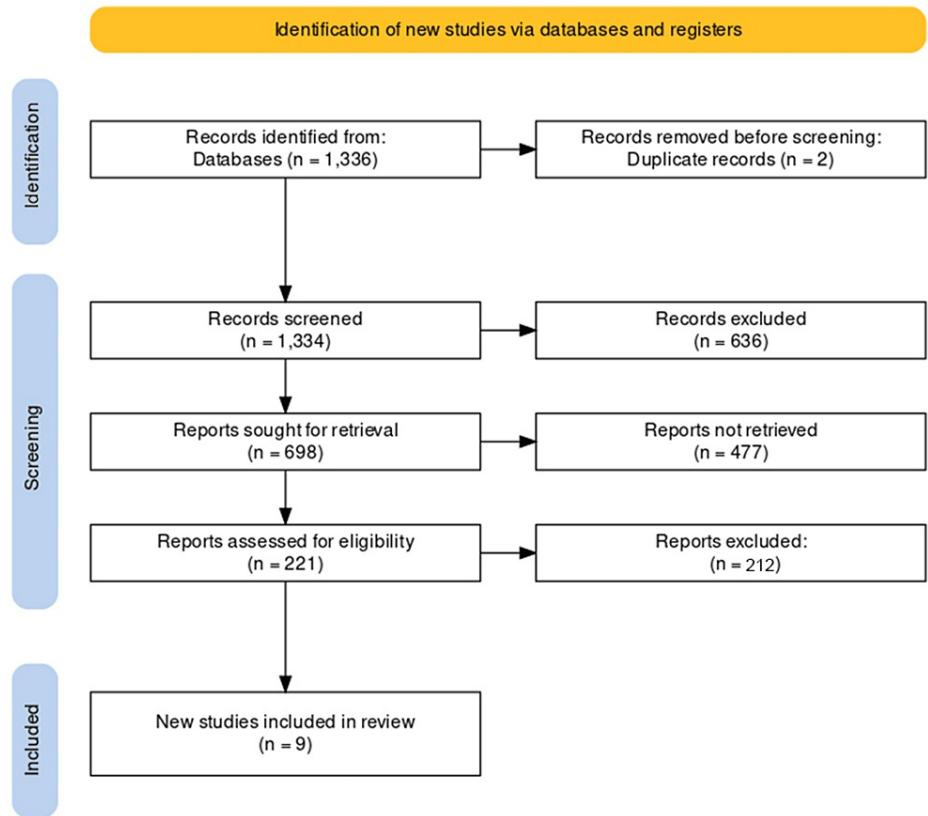 Identification of new studies via databases and registers
Identification
Records identified from:
Databases (n = 1,336)
Records removed before screening:
Duplicate records (n = 2)
Screening
Records screened
(n = 1,334)
Records excluded
(n = 636)
Reports sought for retrieval
(n = 698)
Reports not retrieved
(n = 477)
Reports assessed for eligibility
(n = 221)
Reports excluded:
(n = 212)
Included
New studies included in review
(n = 9)